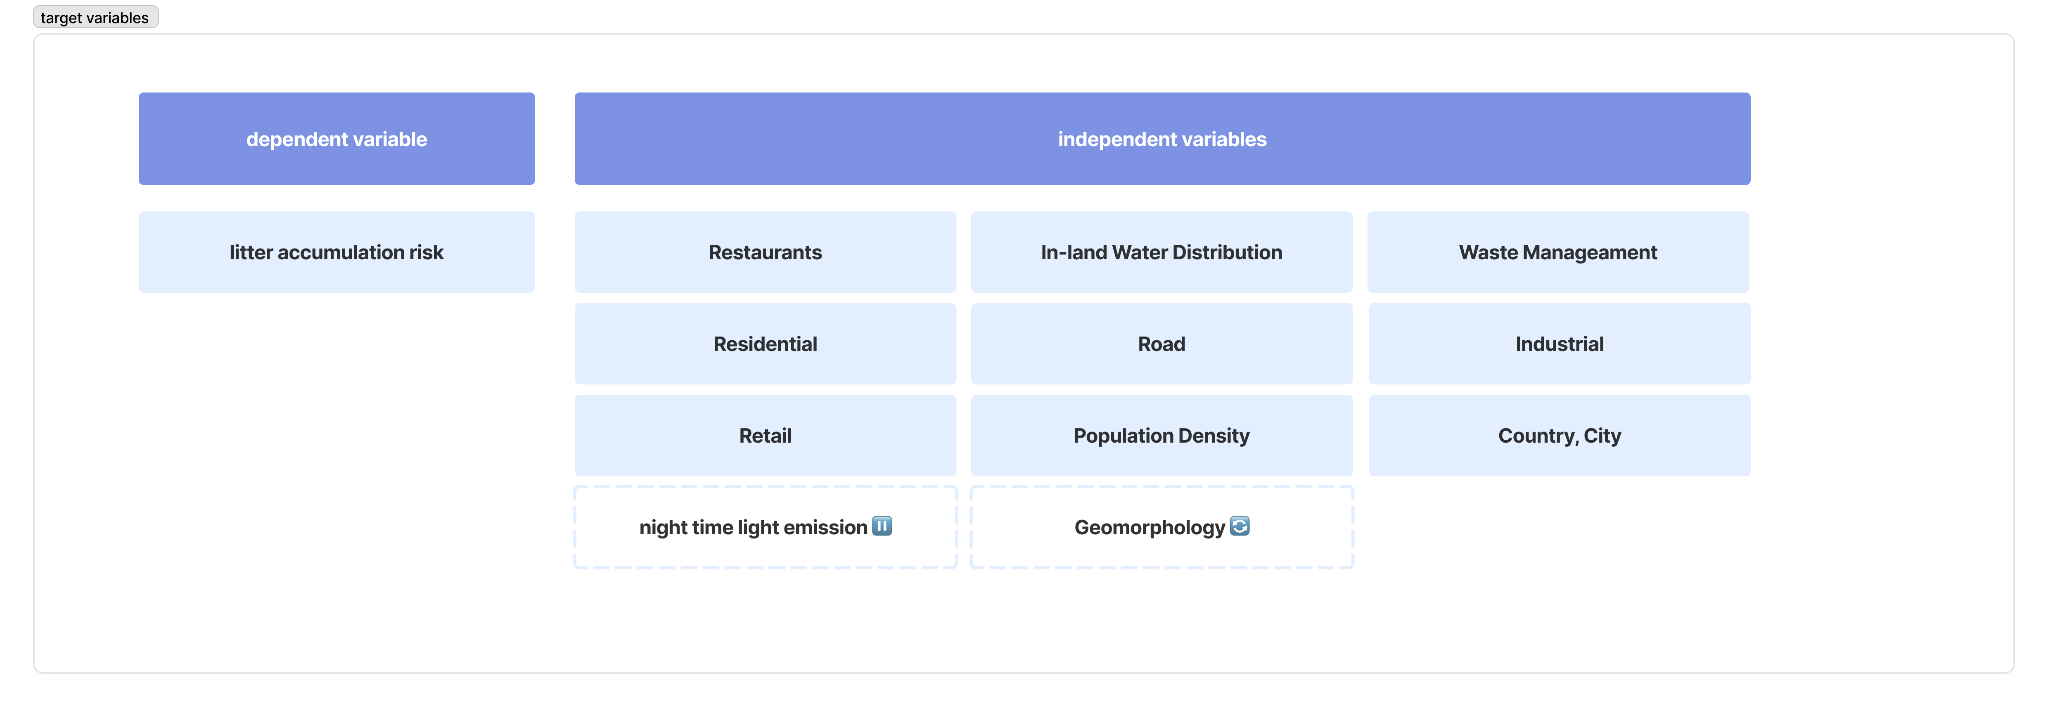 target variables
dependent variable
independent variables
litter accumulation risk
Restaurants
In-land Water Distribution
Waste Manageament
Residential
Road
Industrial
Retail
Population Density
Country, City
night time light emission ⏸️
Geomorphology 🔄